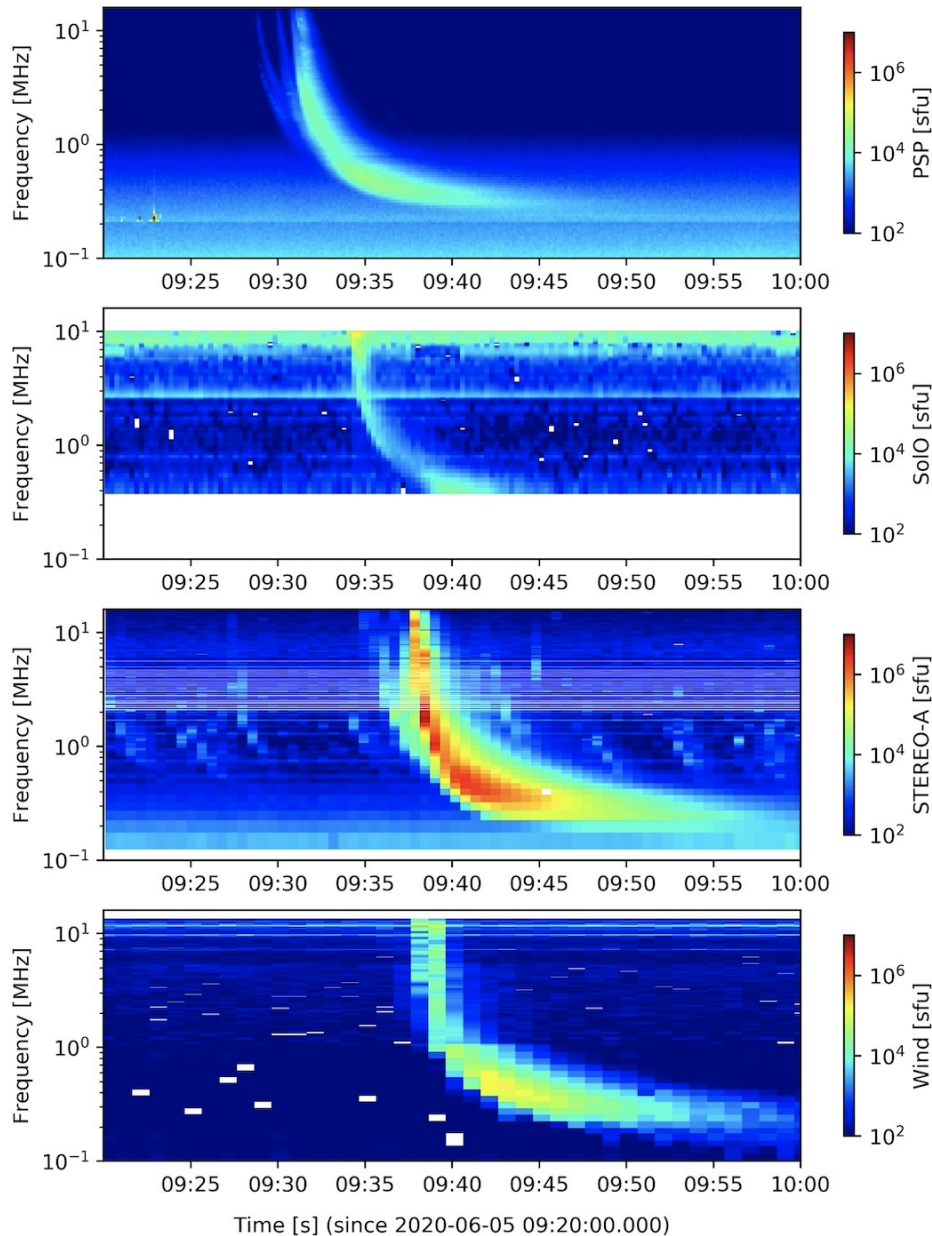 10¹
10⁰
10⁻¹
Frequency [MHz]
09:25 09:30 09:35 09:40 09:45 09:50 09:55 10:00
10⁶
10⁴
10²
PSP [sfu]
10¹
10⁰
10⁻¹
Frequency [MHz]
09:25 09:30 09:35 09:40 09:45 09:50 09:55 10:00
10⁶
10⁴
10²
SolO [sfu]
10¹
10⁰
10⁻¹
Frequency [MHz]
09:25 09:30 09:35 09:40 09:45 09:50 09:55 10:00
10⁶
10⁴
10²
STEREO-A [sfu]
10¹
10⁰
10⁻¹
Frequency [MHz]
09:25 09:30 09:35 09:40 09:45 09:50 09:55 10:00
10⁶
10⁴
10²
Wind [sfu]
Time [s] (since 2020-06-05 09:20:00.000)